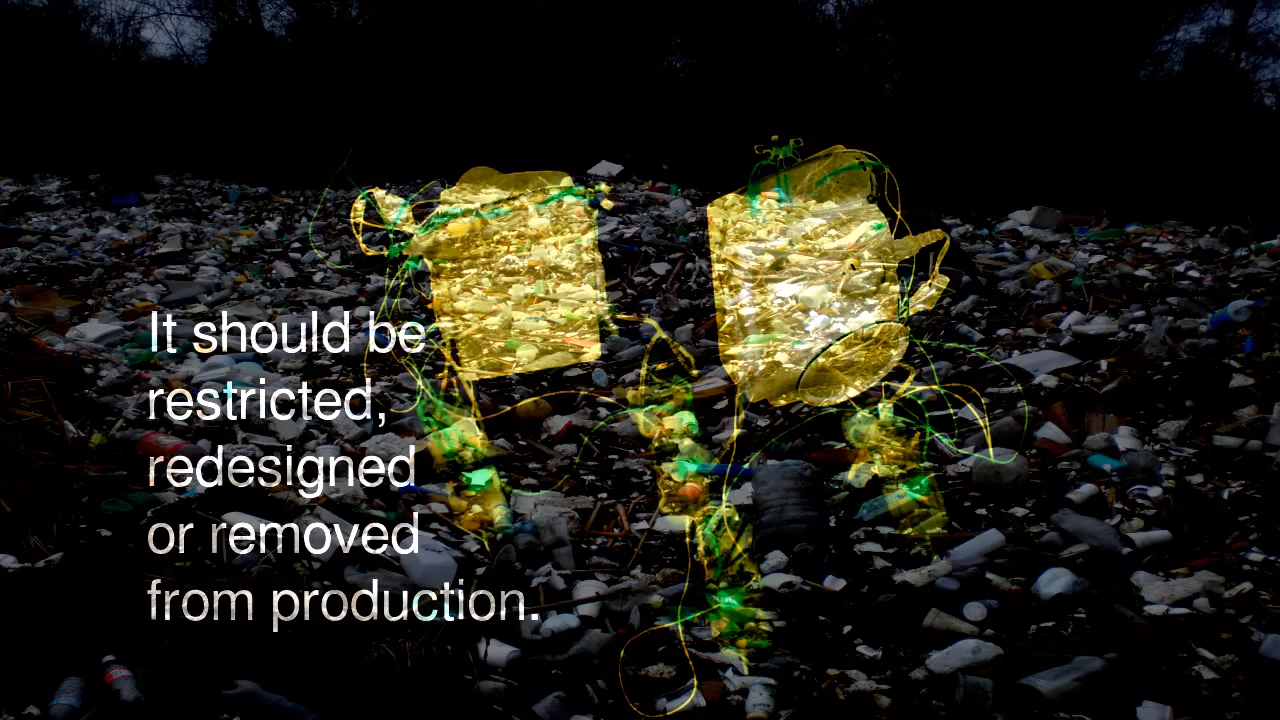 It should be
restricted,
redesigned
or removed
from production.